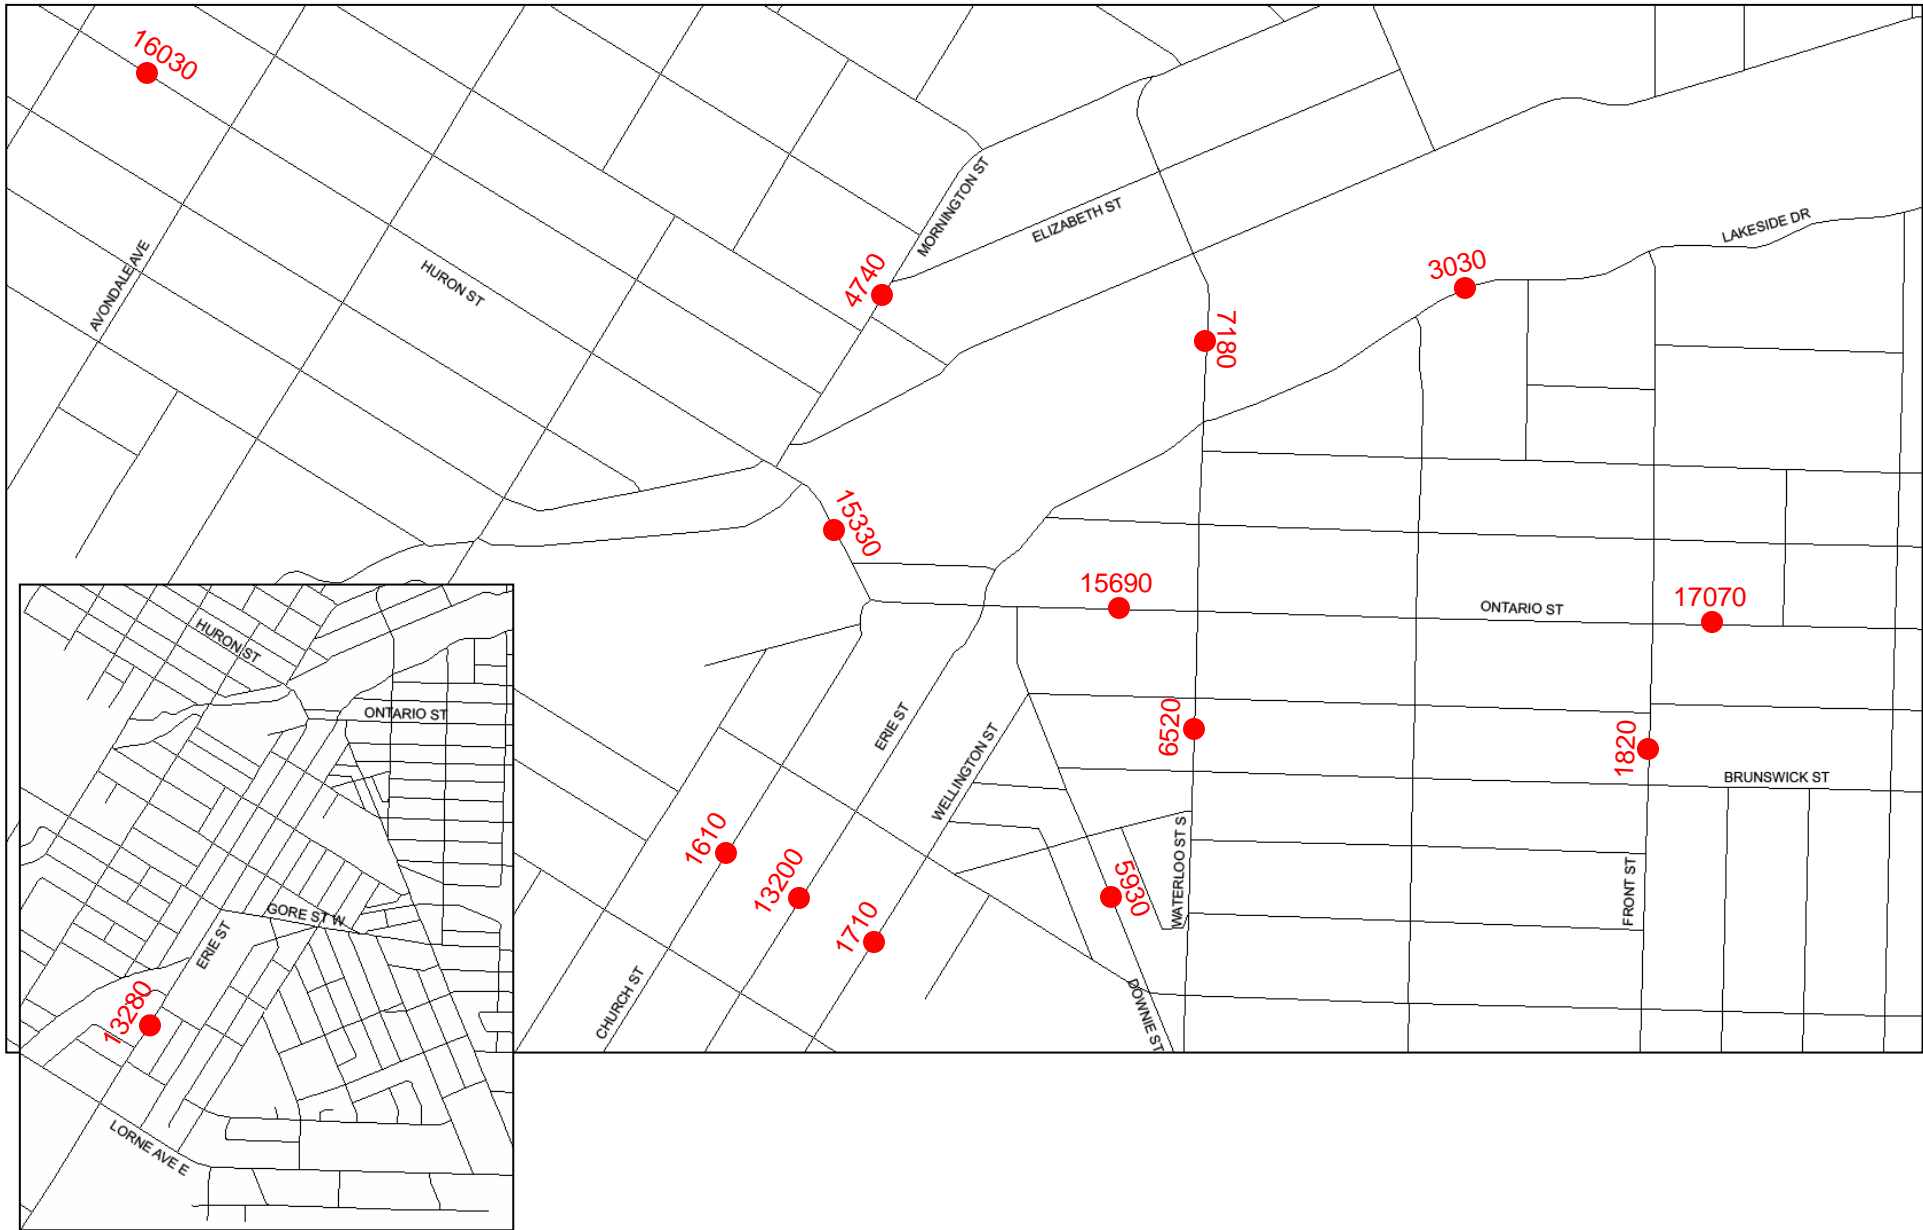 16030
AVONDALE AVE
HURON ST
4740
MORNINGTON ST
ELIZABETH ST
7180
3030
LAKESIDE DR
15330
15690
ONTARIO ST
17070
ERIE ST
WELLINGTON ST
6520
1820
BRUNSWICK ST
1610
13200
1710
5930
WATERLOO ST S
FRONT ST
CHURCH ST
DOWNIE ST
HURON ST
ONTARIO ST
GORE ST W
ERIE ST
13280
LORNE AVE E